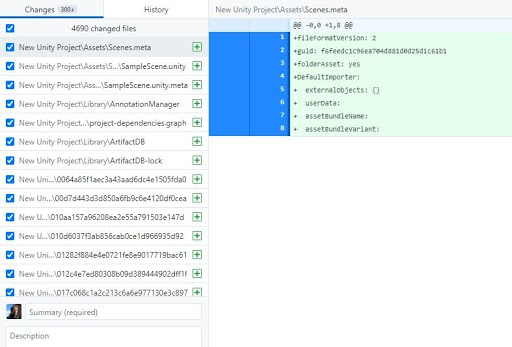 Changes 300+
History
4690 changed files
New Unity Project\Assets\Scenes.meta
New Unity Project\Assets\S...\SampleScene.unity
New Unity Project\Ass...\SampleScene.unity.meta
New Unity Project\Library\AnnotationManager
New Unity Project\...\project-dependencies.graph
New Unity Project\Library\ArtifactDB
New Unity Project\Library\ArtifactDB-lock
New Uni...\0064a85f1aec3a43aad6dc4e1505fda0
New Un...\00d7d443d3d850a6fb9c6e4120df0cea
New Un...\010aa157a96208ea2e55a791503e147d
New Un...\010d6037f3ab856cab0ce1d966935d92
New Un...\01282f884e4e0721fe8e9017719bac61
New Uni...\012c4e7ed80308b09d389444902dff1f
New Un...\017c068c1a2c213c6a6e977130e3c897
Summary (required)
Description
New Unity Project\Assets\Scenes.meta
@@ -0,0 +1,8 @@
1 +fileFormatVersion: 2
2 +guid: f6feedc1c96ea704d881d0d25d1c61b1
3 +folderAsset: yes
4 +DefaultImporter:
5 +  externalObjects: {}
6 +  userData:
7 +  assetBundleName:
8 +  assetBundleVariant: